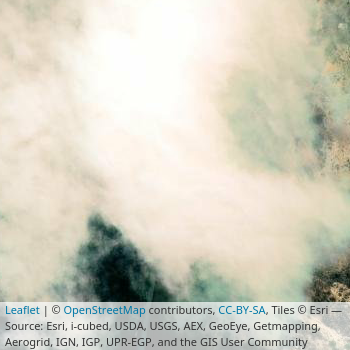 Leaflet | © OpenStreetMap contributors, CC-BY-SA, Tiles © Esri —
Source: Esri, i-cubed, USDA, USGS, AEX, GeoEye, Getmapping,
Aerogrid, IGN, IGP, UPR-EGP, and the GIS User Community